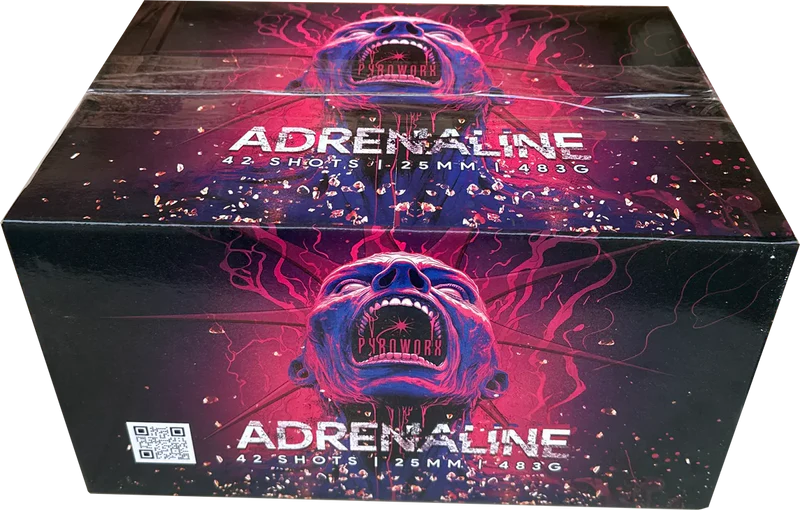 PYROWORX
ADRENALINE
42 SHOTS | 25MM | 483G
PYROWORX
ADRENALINE
42 SHOTS | 25MM | 483G